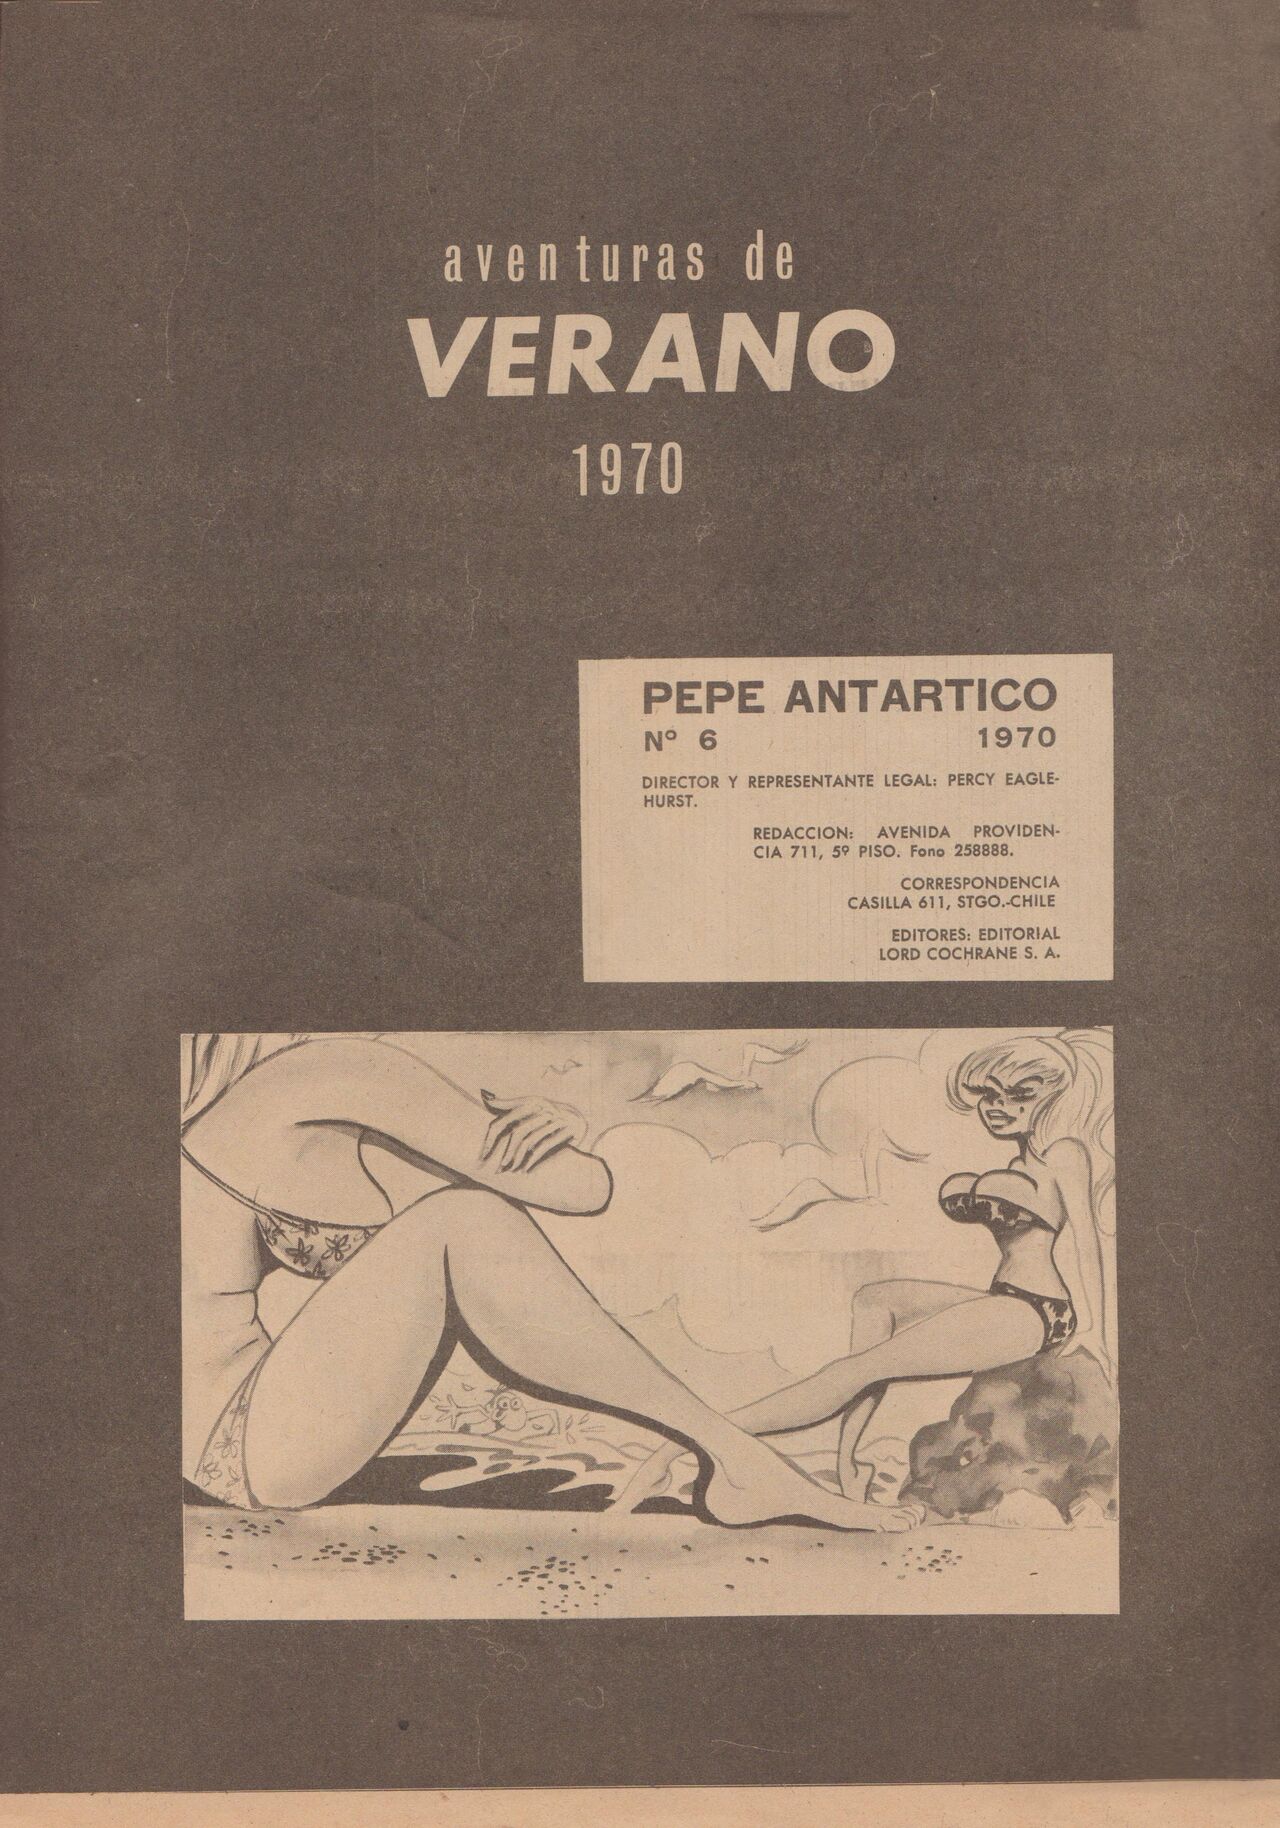 aventuras de
VERANO
1970
PEPE ANTARTICO
Nº 6 1970
DIRECTOR Y REPRESENTANTE LEGAL: PERCY EAGLE-
HURST.
REDACCION: AVENIDA PROVIDEN-
CIA 711, 5º PISO. Fono 258888.
CORRESPONDENCIA
CASILLA 611, STGO.-CHILE
EDITORES: EDITORIAL
LORD COCHRANE S. A.